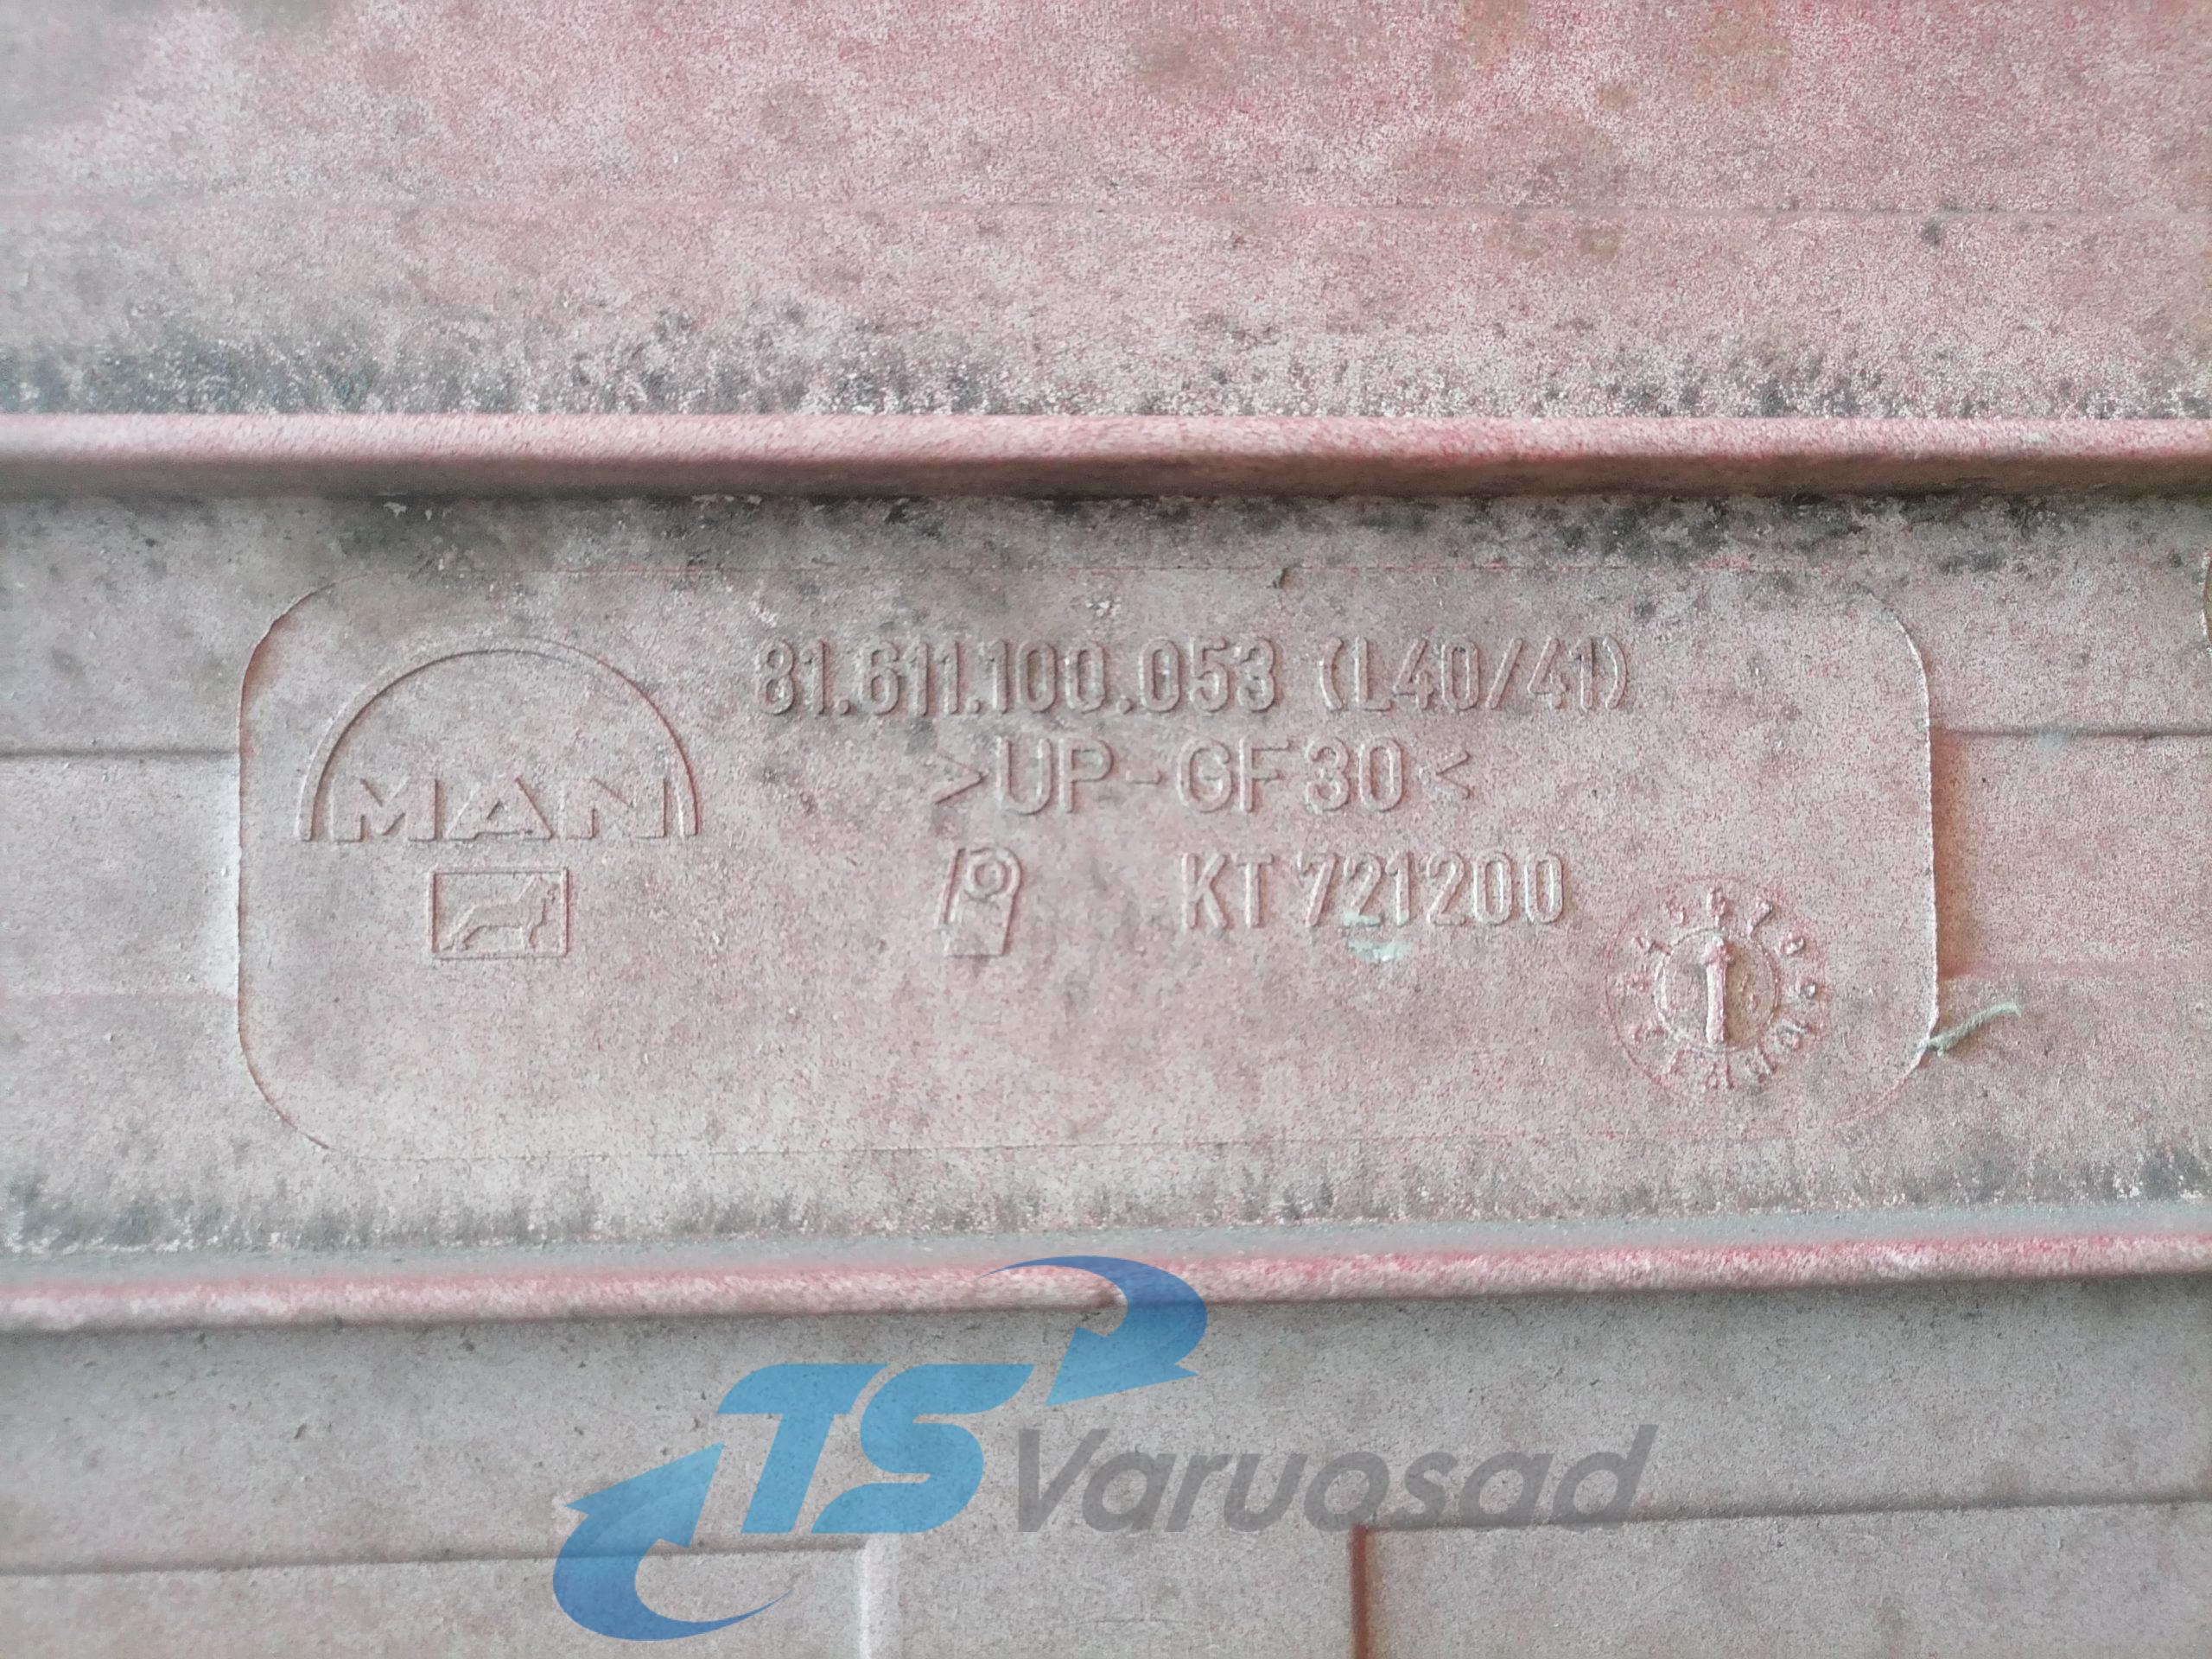 81.611.100.053 (L40/41)
MAN
>UP-GF30<
KT 721200
TS Varuosad